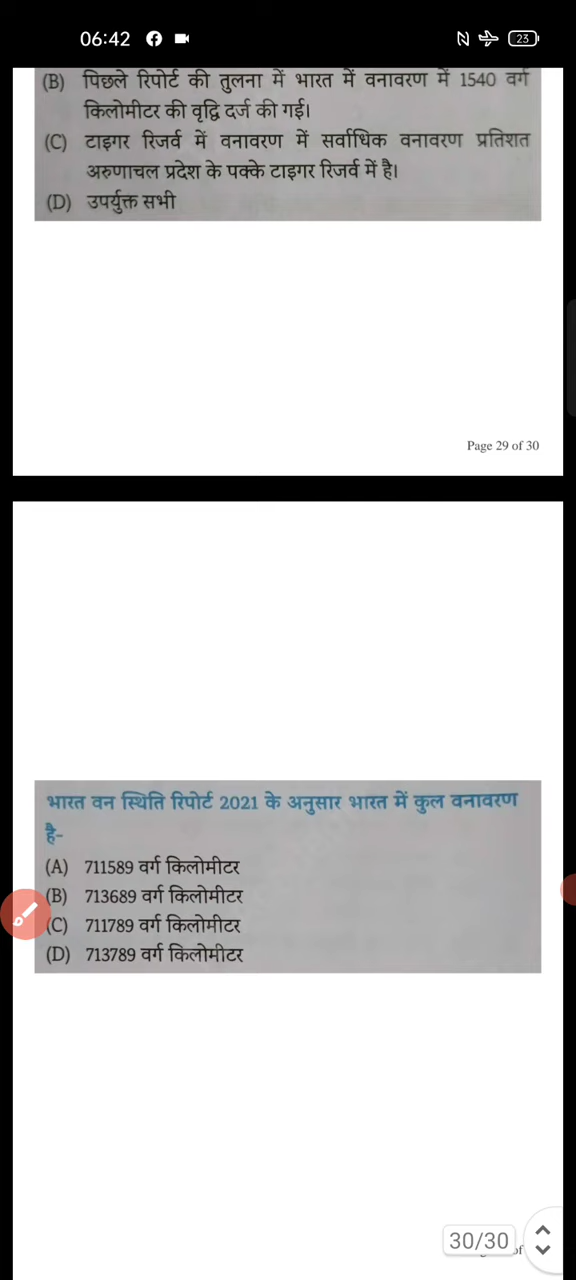 06:42
23
(B) पिछले रिपोर्ट की तुलना में भारत में वनावरण में 1540 वर्ग
किलोमीटर की वृद्धि दर्ज की गई।
(C) टाइगर रिजर्व में वनावरण में सर्वाधिक वनावरण प्रतिशत
अरुणाचल प्रदेश के पक्के टाइगर रिजर्व में है।
(D) उपर्युक्त सभी
Page 29 of 30
भारत वन स्थिति रिपोर्ट 2021 के अनुसार भारत में कुल वनावरण
है-
(A) 711589 वर्ग किलोमीटर
(B) 713689 वर्ग किलोमीटर
(C) 711789 वर्ग किलोमीटर
(D) 713789 वर्ग किलोमीटर
30/30